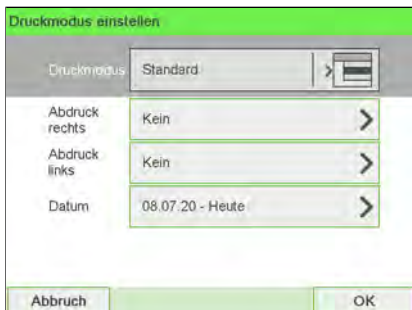 Druckmodus einstellen
Druckmodus Standard
Abdruck rechts Kein
Abdruck links Kein
Datum 08.07.20 - Heute
Abbruch OK